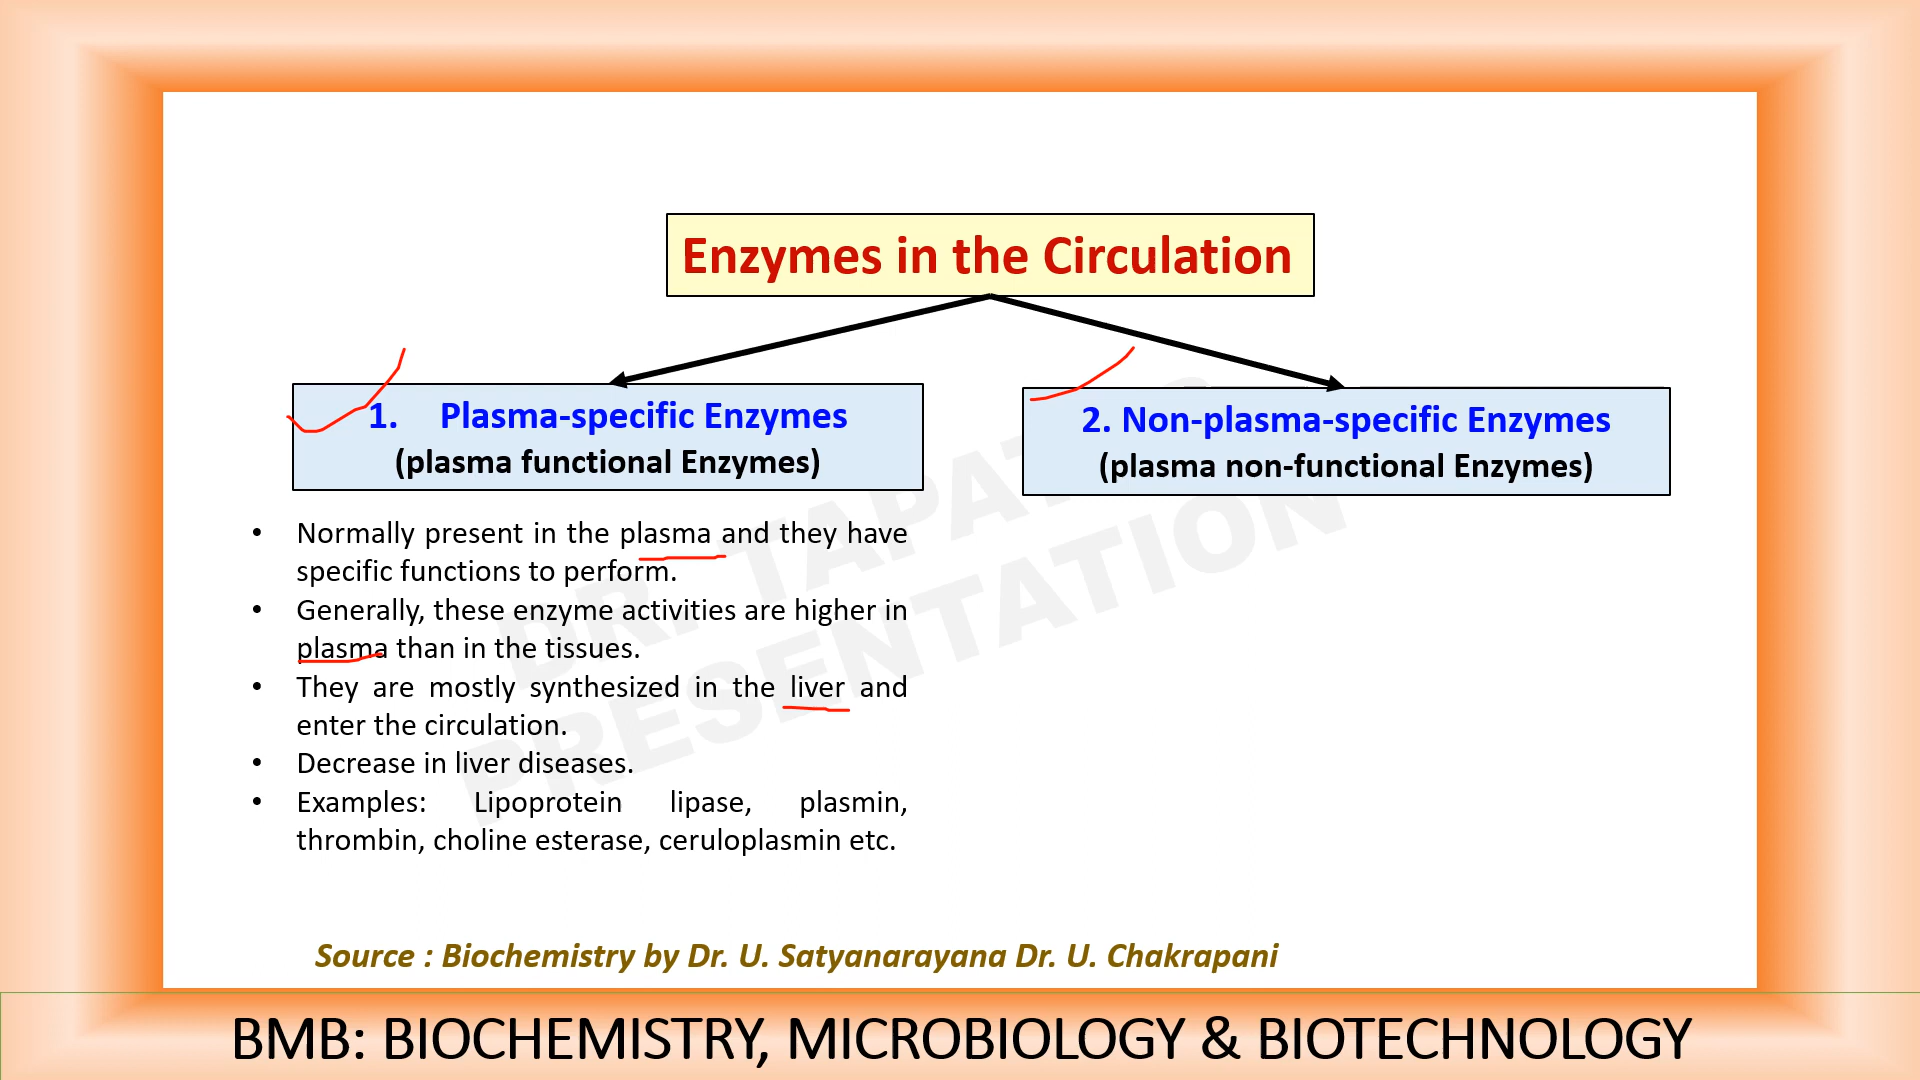 Enzymes in the Circulation
1. Plasma-specific Enzymes
(plasma functional Enzymes)
2. Non-plasma-specific Enzymes
(plasma non-functional Enzymes)
• Normally present in the plasma and they have
specific functions to perform.
• Generally, these enzyme activities are higher in
plasma than in the tissues.
• They are mostly synthesized in the liver and
enter the circulation.
• Decrease in liver diseases.
• Examples: Lipoprotein lipase, plasmin,
thrombin, choline esterase, ceruloplasmin etc.
DR. TAPAT
PRESENTATION
Source : Biochemistry by Dr. U. Satyanarayana Dr. U. Chakrapani
BMB: BIOCHEMISTRY, MICROBIOLOGY & BIOTECHNOLOGY